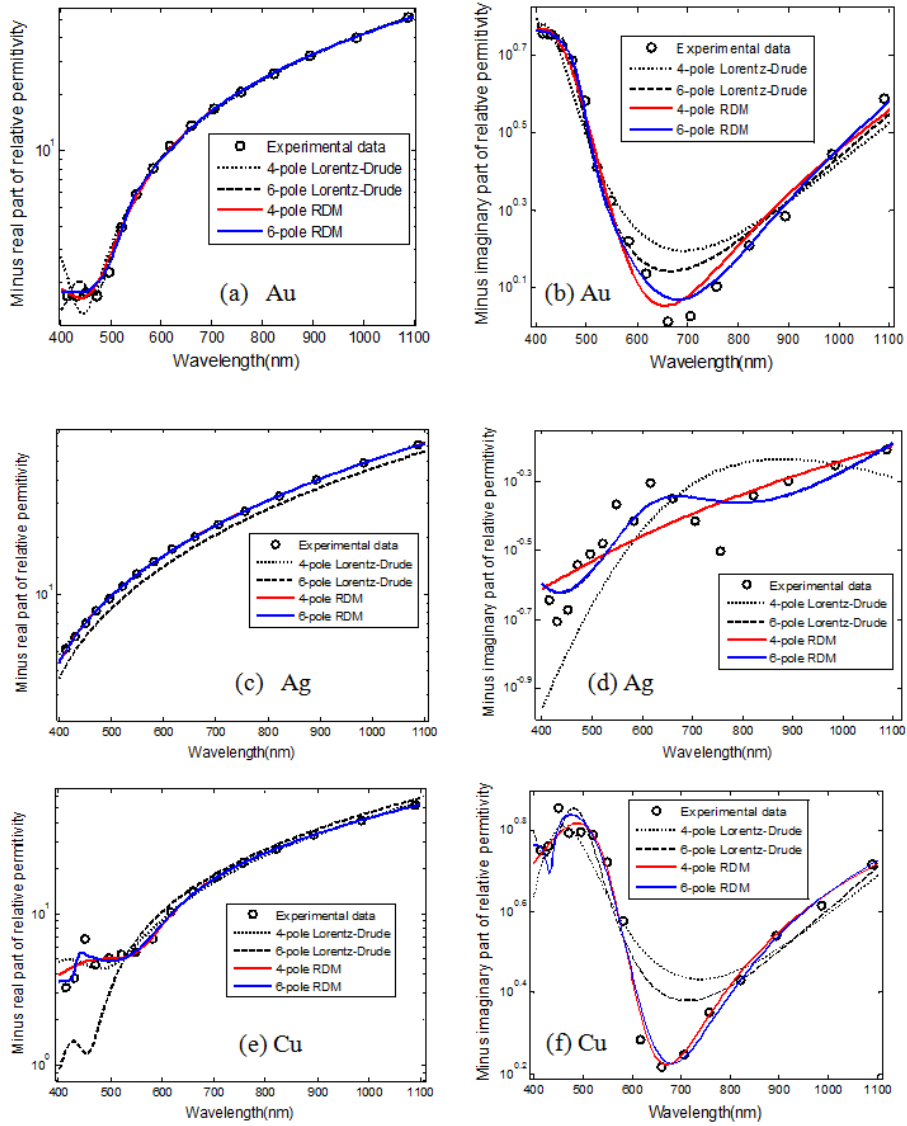 Minus real part of relative permitivity
10^1
Experimental data
4-pole Lorentz-Drude
6-pole Lorentz-Drude
4-pole RDM
6-pole RDM
(a) Au
400 500 600 700 800 900 1000 1100
Wavelength(nm)
Minus imaginary part of relative permitivity
10^0.7
10^0.5
10^0.3
10^0.1
Experimental data
4-pole Lorentz-Drude
6-pole Lorentz-Drude
4-pole RDM
6-pole RDM
(b) Au
400 500 600 700 800 900 1000 1100
Wavelength(nm)
Minus real part of relative permitivity
10^1
Experimental data
4-pole Lorentz-Drude
6-pole Lorentz-Drude
4-pole RDM
6-pole RDM
(c) Ag
400 500 600 700 800 900 1000 1100
Wavelength(nm)
Minus imaginary part of relative permitivity
10^-0.3
10^-0.5
10^-0.7
10^-0.9
Experimental data
4-pole Lorentz-Drude
6-pole Lorentz-Drude
4-pole RDM
6-pole RDM
(d) Ag
400 500 600 700 800 900 1000 1100
Wavelength(nm)
Minus real part of relative permitivity
10^1
10^0
Experimental data
4-pole Lorentz-Drude
6-pole Lorentz-Drude
4-pole RDM
6-pole RDM
(e) Cu
400 500 600 700 800 900 1000 1100
Wavelength(nm)
Minus imaginary part of relative permitivity
10^0.8
10^0.6
10^0.4
10^0.2
Experimental data
4-pole Lorentz-Drude
6-pole Lorentz-Drude
4-pole RDM
6-pole RDM
(f) Cu
400 500 600 700 800 900 1000 1100
Wavelength(nm)